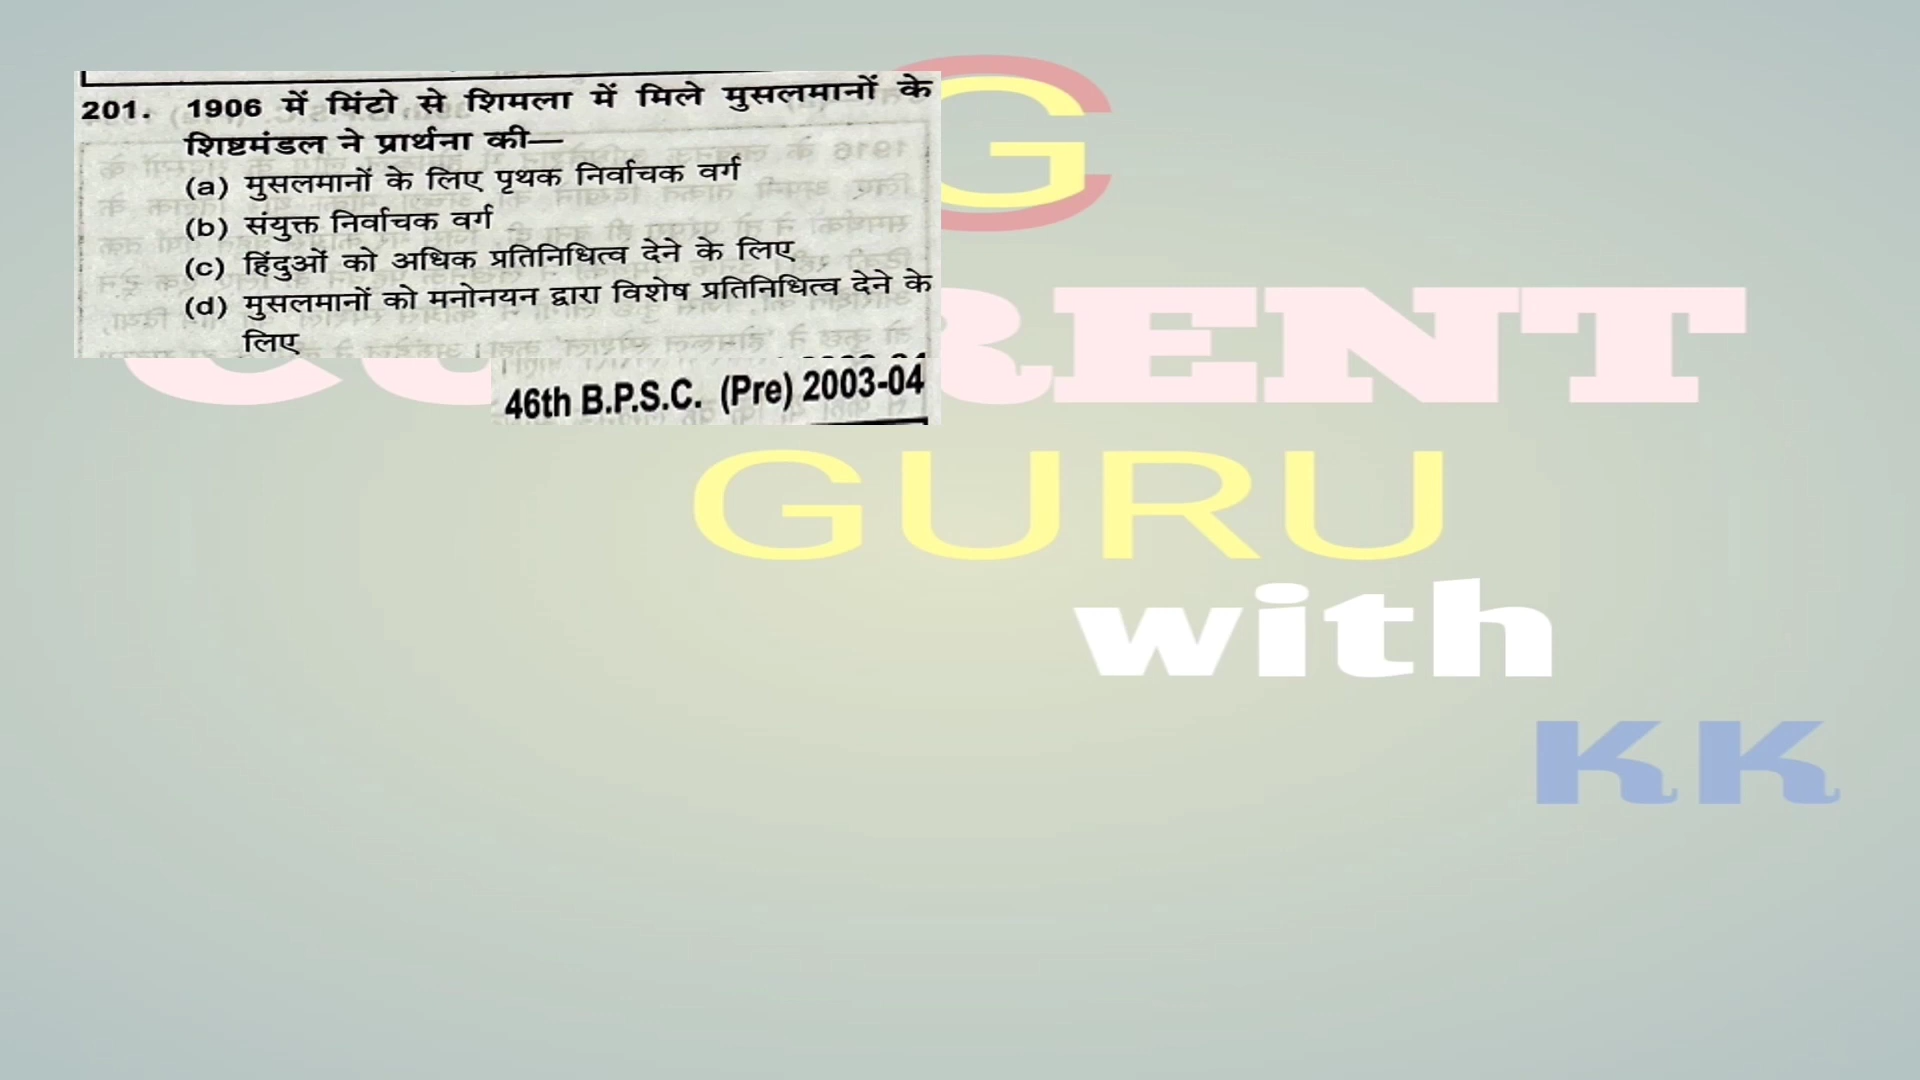 G
201. 1906 में मिंटो से शिमला में मिले मुसलमानों के
शिष्टमंडल ने प्रार्थना की—
(a) मुसलमानों के लिए पृथक निर्वाचक वर्ग
(b) संयुक्त निर्वाचक वर्ग
(c) हिंदुओं को अधिक प्रतिनिधित्व देने के लिए
(d) मुसलमानों को मनोनयन द्वारा विशेष प्रतिनिधित्व देने के
लिए
46th B.P.S.C. (Pre) 2003-04
GURU
with
KK